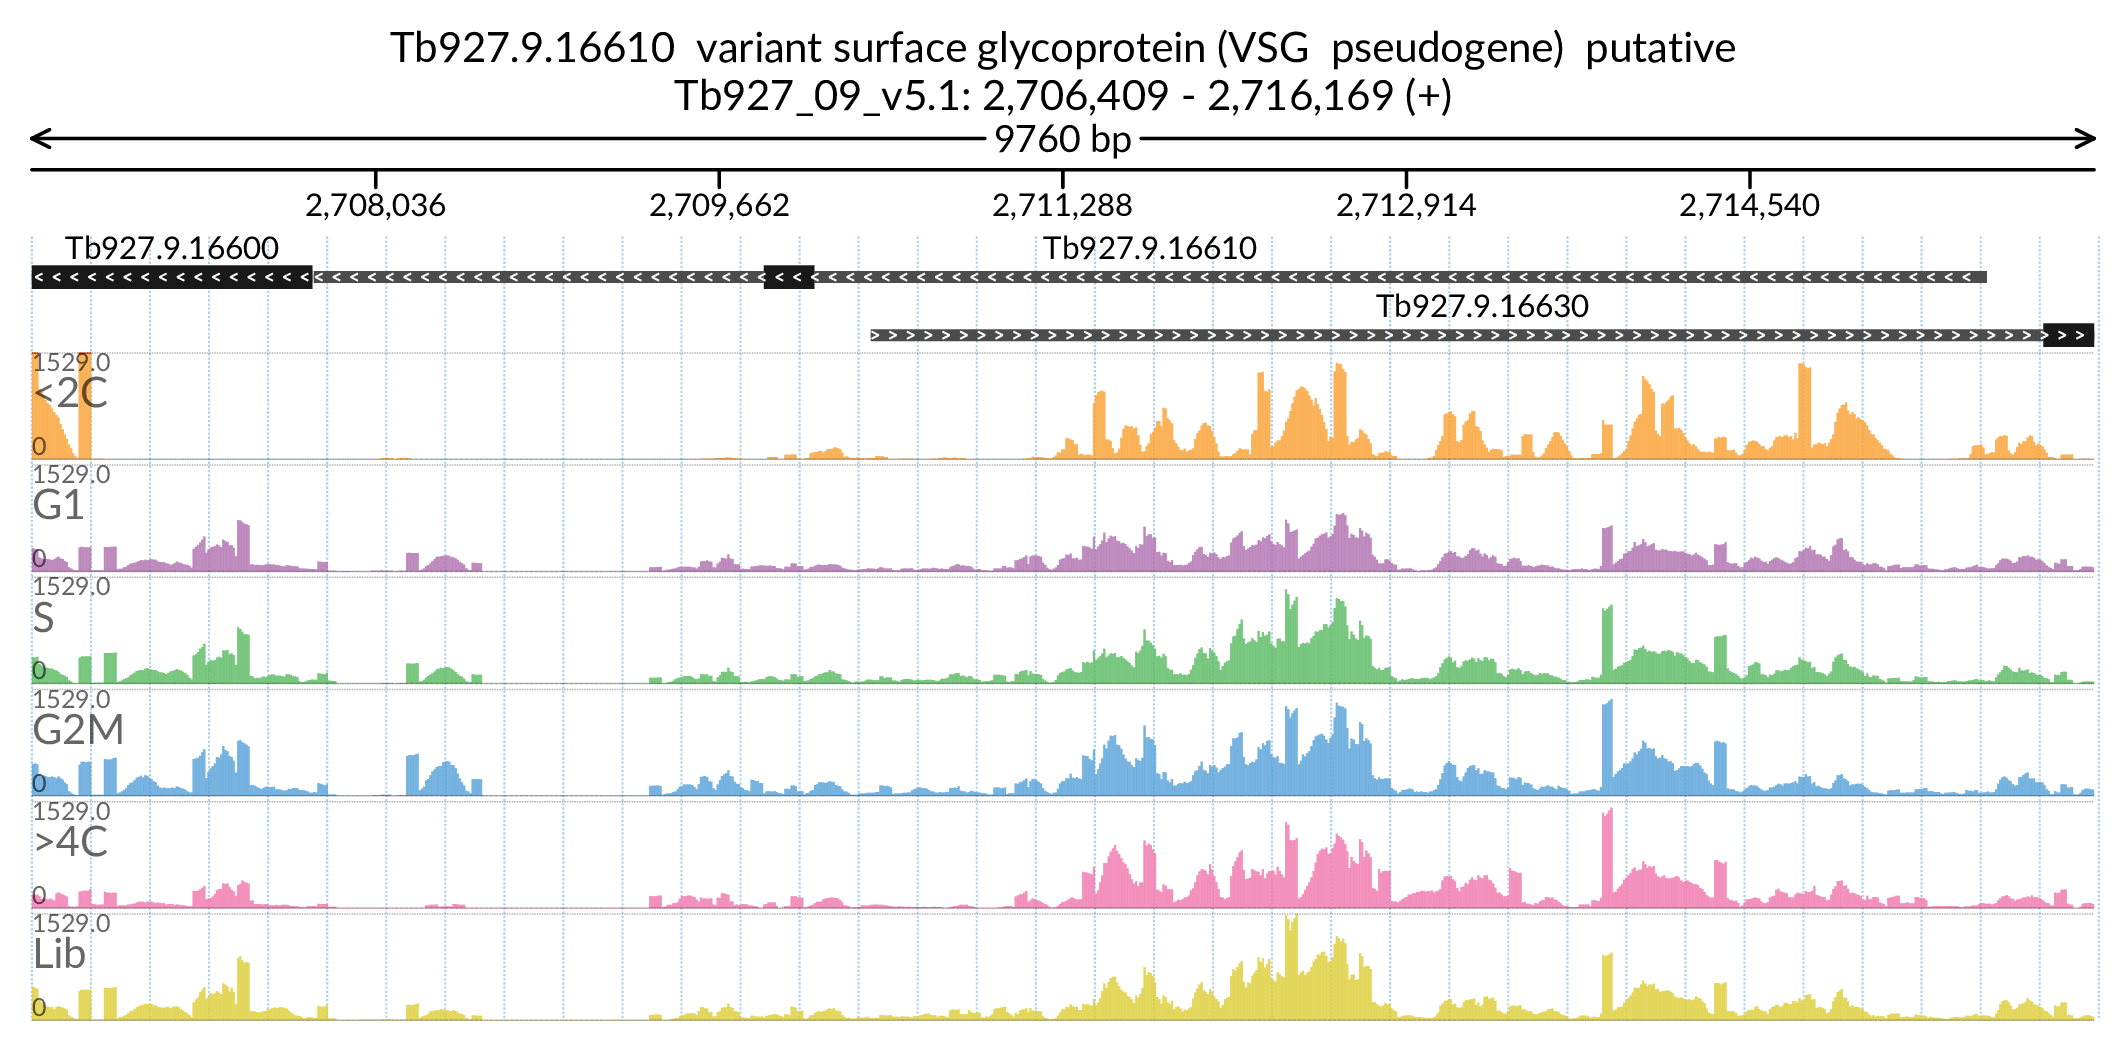 Tb927.9.16610  variant surface glycoprotein (VSG  pseudogene)  putative
Tb927_09_v5.1: 2,706,409 - 2,716,169 (+)
9760 bp
2,708,036 2,709,662 2,711,288 2,712,914 2,714,540
Tb927.9.16600 Tb927.9.16610
Tb927.9.16630
1529.0
<2C
0
1529.0
G1
0
1529.0
S
0
1529.0
G2M
0
1529.0
>4C
0
1529.0
Lib
0